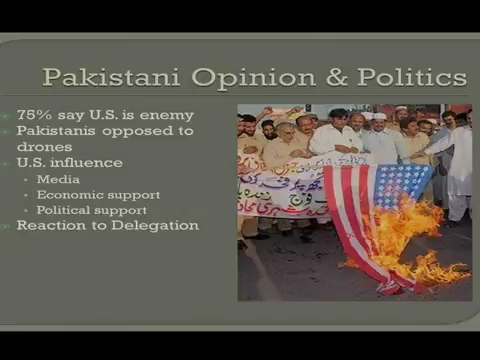 Pakistani Opinion & Politics
75% say U.S. is enemy
Pakistanis opposed to
drones
U.S. influence
Media
Economic support
Political support
Reaction to Delegation